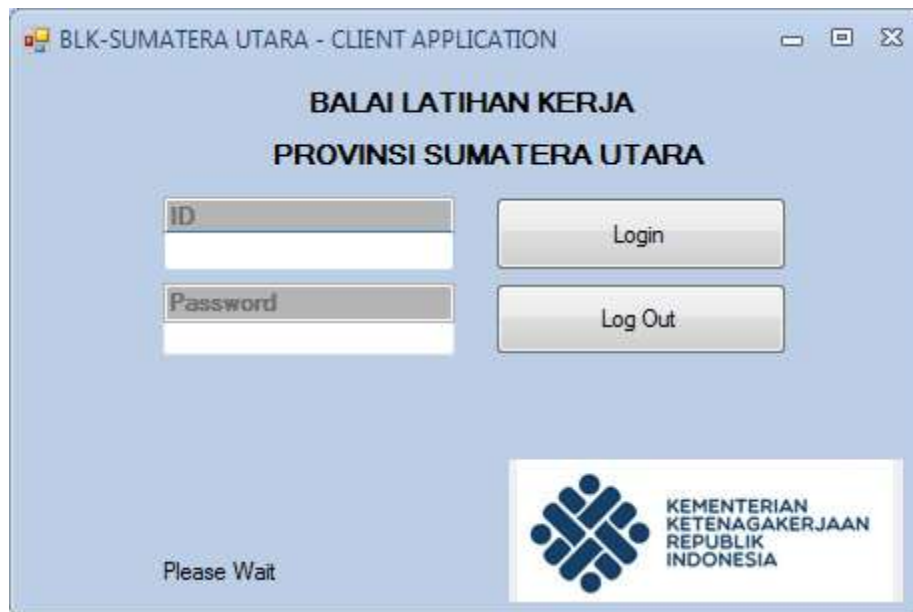 BLK-SUMATERA UTARA - CLIENT APPLICATION
BALAI LATIHAN KERJA
PROVINSI SUMATERA UTARA
ID
Login
Password
Log Out
KEMENTERIAN
KETENAGAKERJAAN
REPUBLIK
INDONESIA
Please Wait